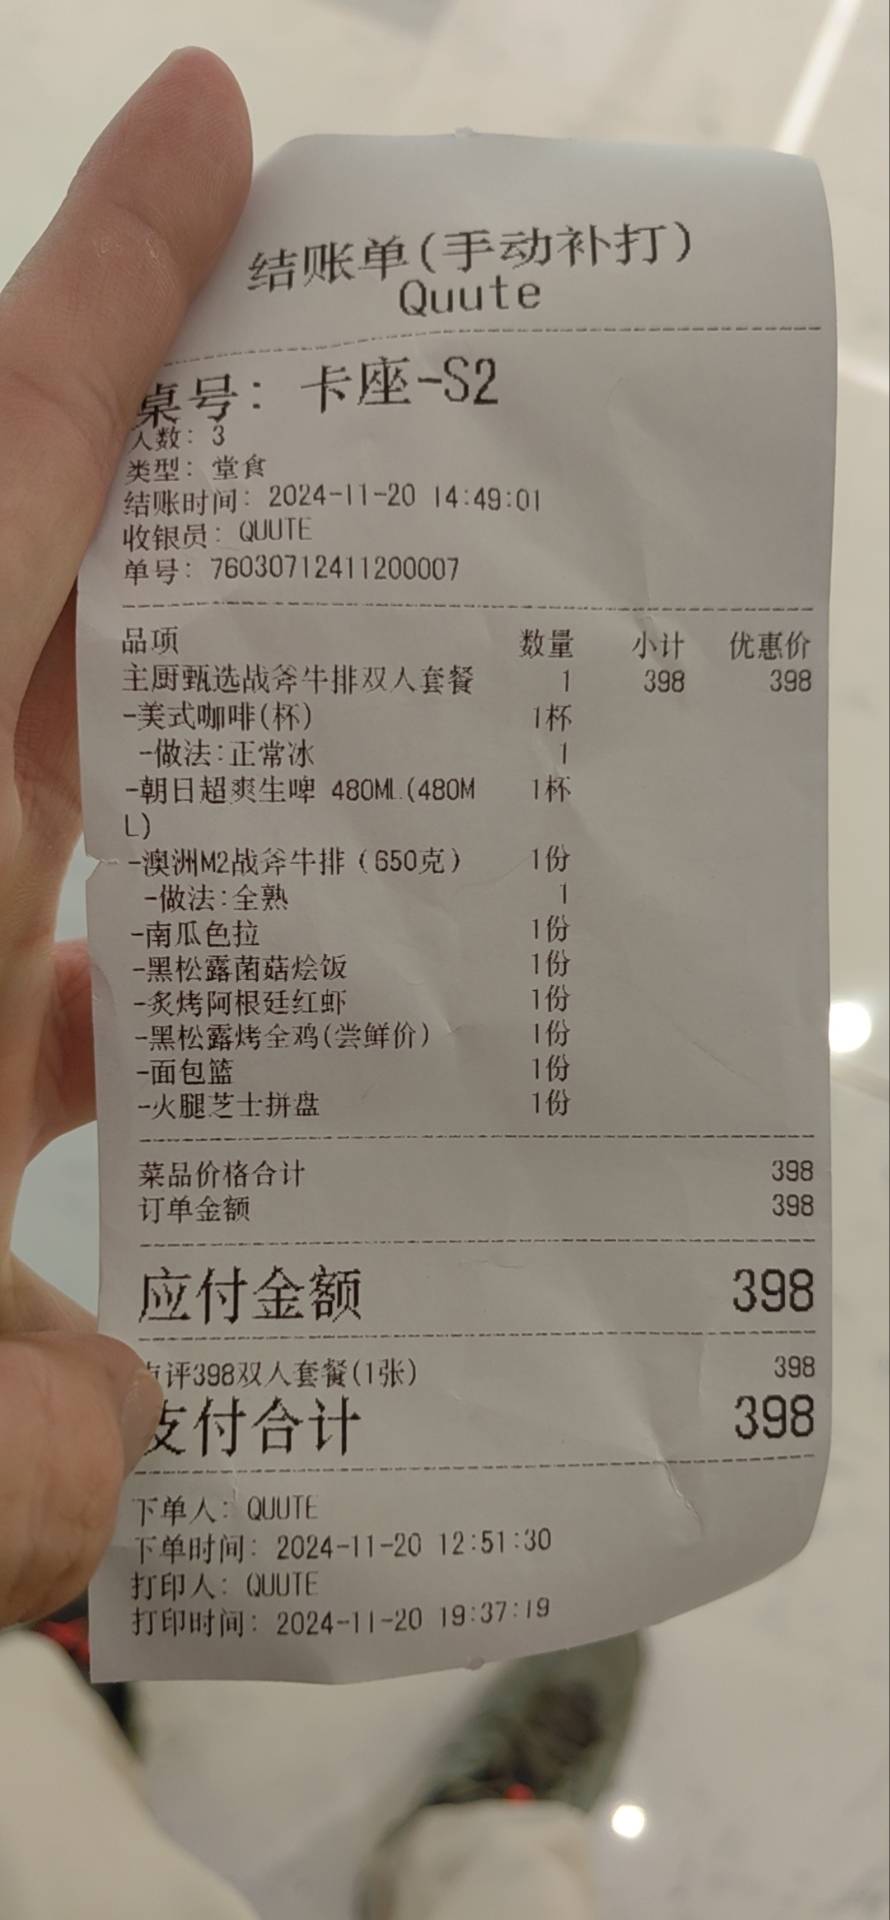 结账单(手动补打)
Quute
桌号: 卡座-S2
人数: 3
类型: 堂食
结账时间: 2024-11-20 14:49:01
收银员: QUUTE
单号: 76030712411200007
品项 数量 小计 优惠价
主厨甄选战斧牛排双人套餐 1 398 398
-美式咖啡(杯) 1杯
-做法:正常冰 1
-朝日超爽生啤 480ML(480M 1杯
L)
-澳洲M2战斧牛排（650克） 1份
-做法:全熟 1
-南瓜色拉 1份
-黑松露菌菇烩饭 1份
-炙烤阿根廷红虾 1份
-黑松露烤全鸡(尝鲜价) 1份
-面包篮 1份
-火腿芝士拼盘 1份
菜品价格合计 398
订单金额 398
应付金额 398
点评398双人套餐(1张) 398
支付合计 398
下单人: QUUTE
下单时间: 2024-11-20 12:51:30
打印人: QUUTE
打印时间: 2024-11-20 19:37:19